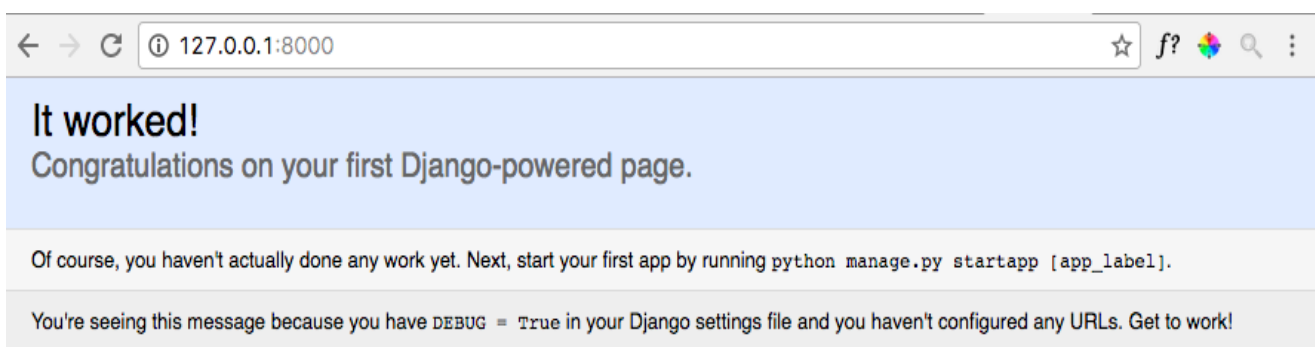 127.0.0.1:8000
f?
It worked!
Congratulations on your first Django-powered page.
Of course, you haven't actually done any work yet. Next, start your first app by running python manage.py startapp [app_label].
You're seeing this message because you have DEBUG = True in your Django settings file and you haven't configured any URLs. Get to work!